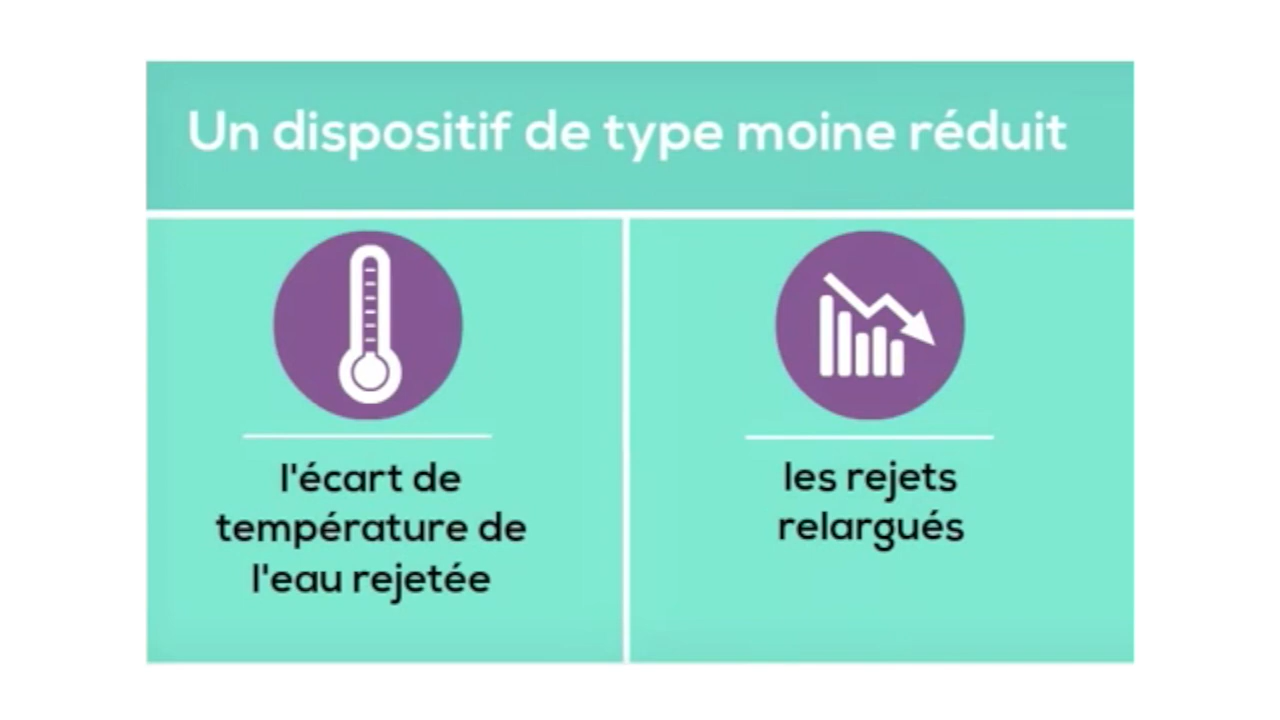 Un dispositif de type moine réduit
l'écart de
température de
l'eau rejetée
les rejets
relargués